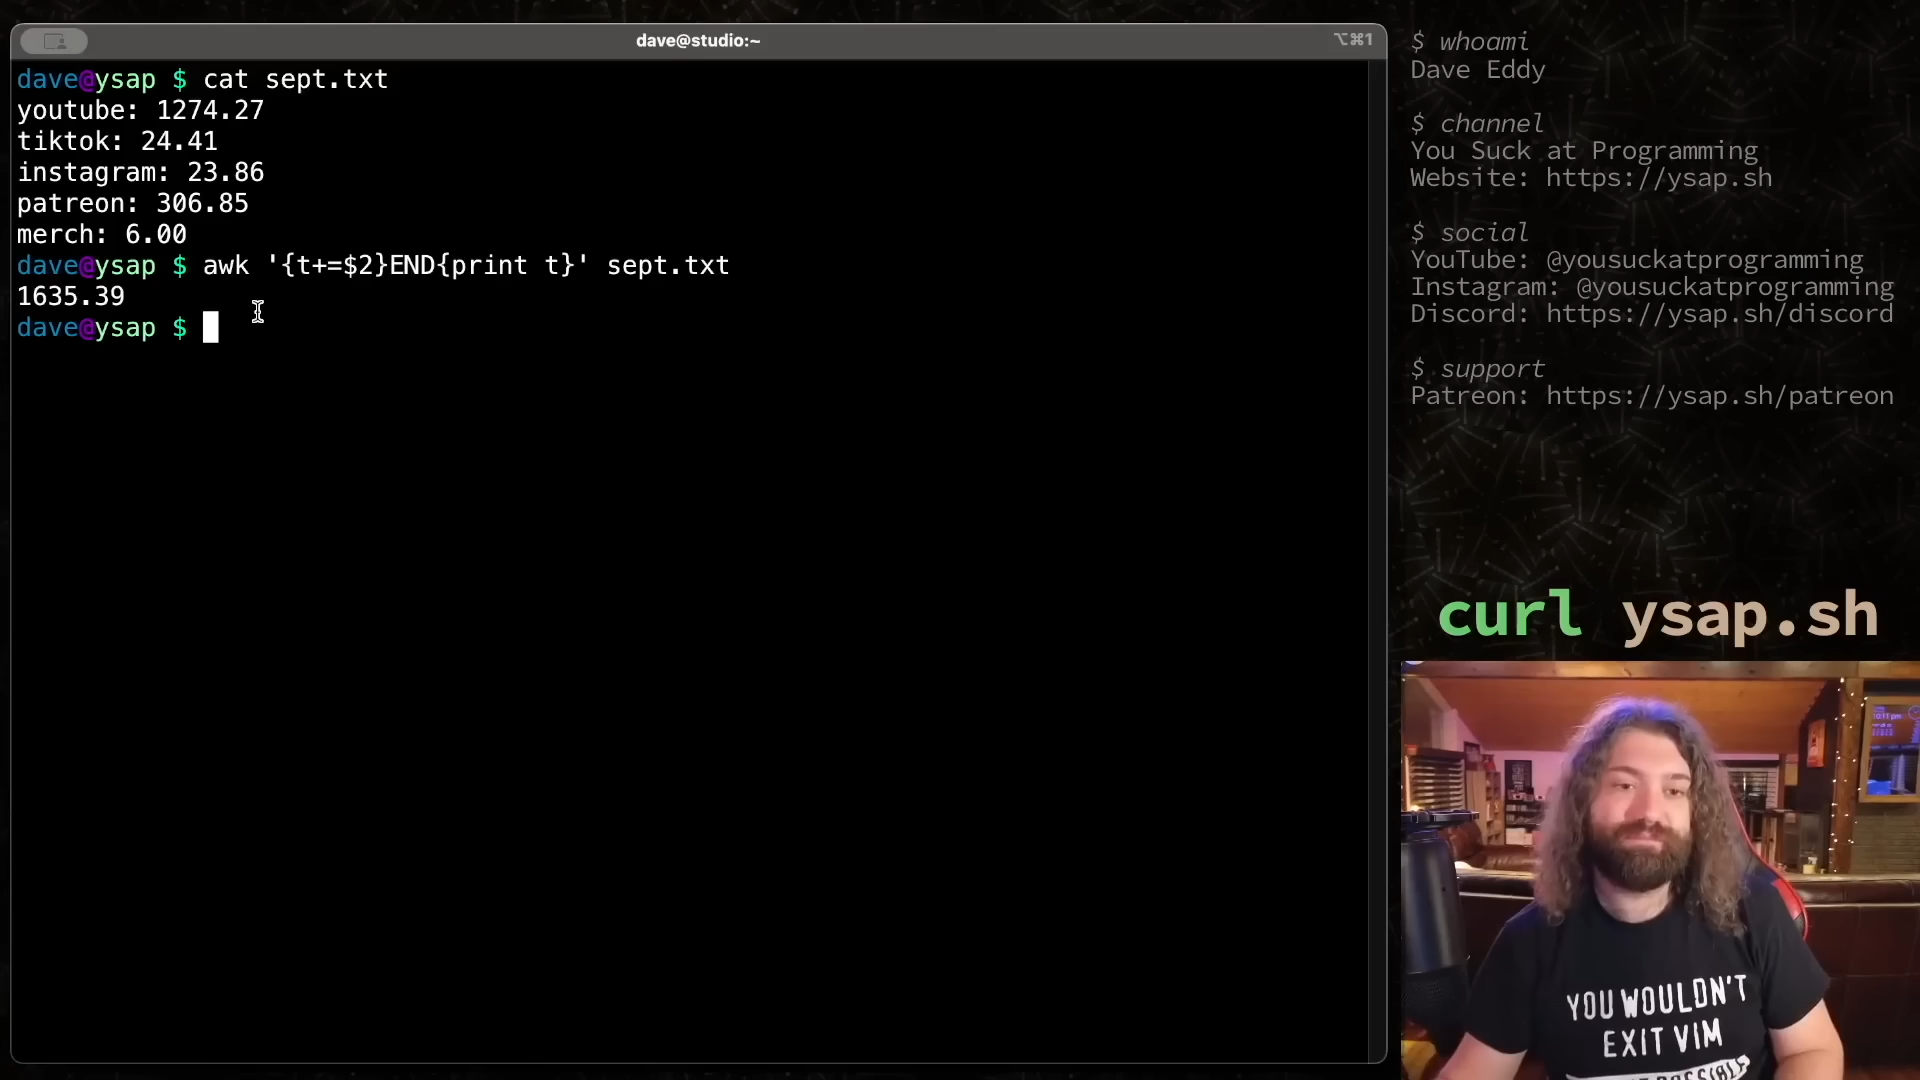 dave@studio:~
⌥⌘1
dave@ysap $ cat sept.txt
youtube: 1274.27
tiktok: 24.41
instagram: 23.86
patreon: 306.85
merch: 6.00
dave@ysap $ awk '{t+=$2}END{print t}' sept.txt
1635.39
dave@ysap $
$ whoami
Dave Eddy
$ channel
You Suck at Programming
Website: https://ysap.sh
$ social
YouTube: @yousuckatprogramming
Instagram: @yousuckatprogramming
Discord: https://ysap.sh/discord
$ support
Patreon: https://ysap.sh/patreon
curl ysap.sh
YOU WOULDN'T
EXIT VIM